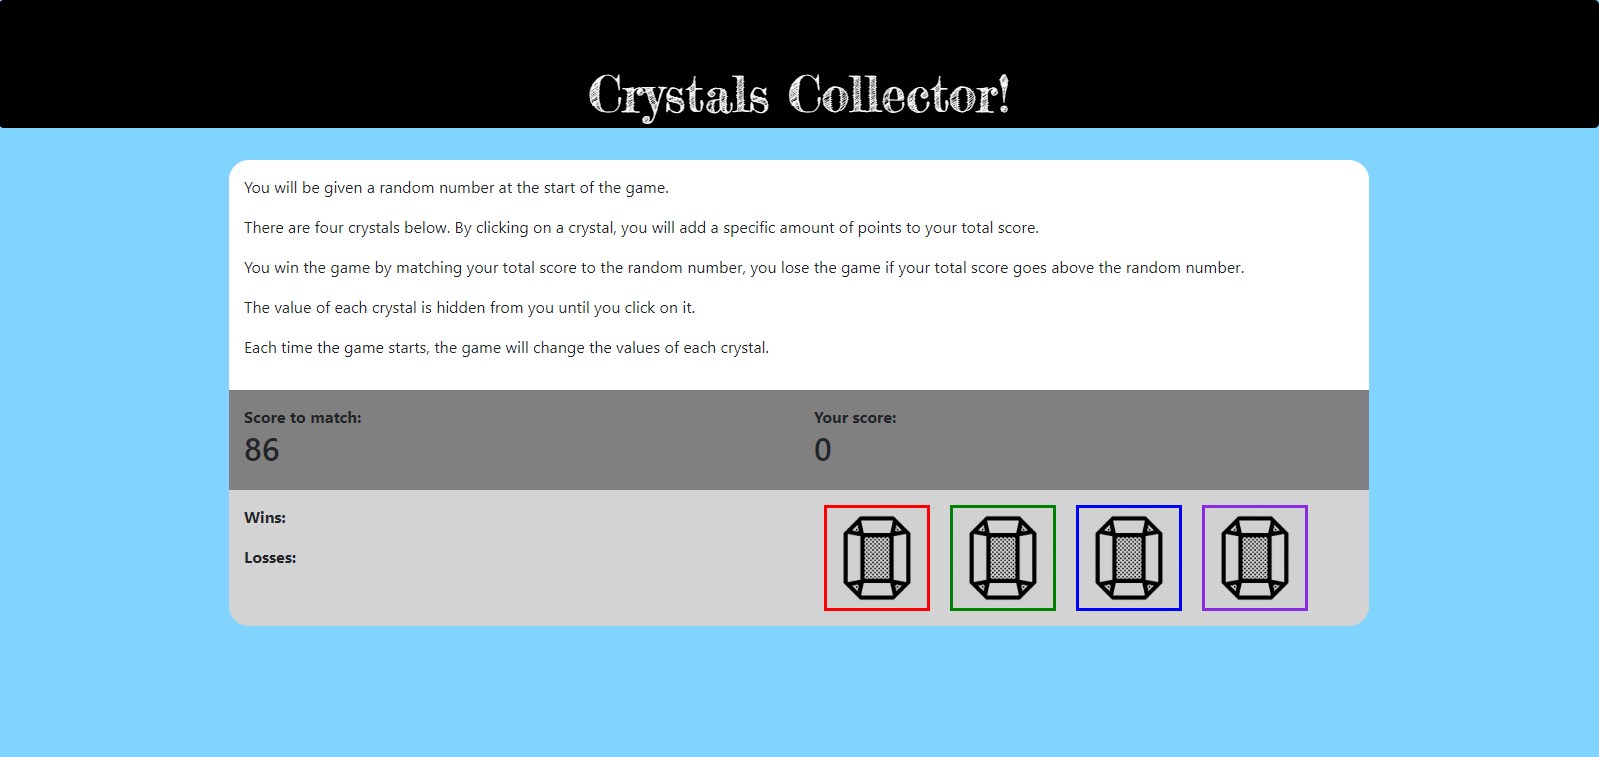 Crystals Collector!
You will be given a random number at the start of the game.
There are four crystals below. By clicking on a crystal, you will add a specific amount of points to your total score.
You win the game by matching your total score to the random number, you lose the game if your total score goes above the random number.
The value of each crystal is hidden from you until you click on it.
Each time the game starts, the game will change the values of each crystal.
Score to match:
86
Your score:
0
Wins:
Losses: